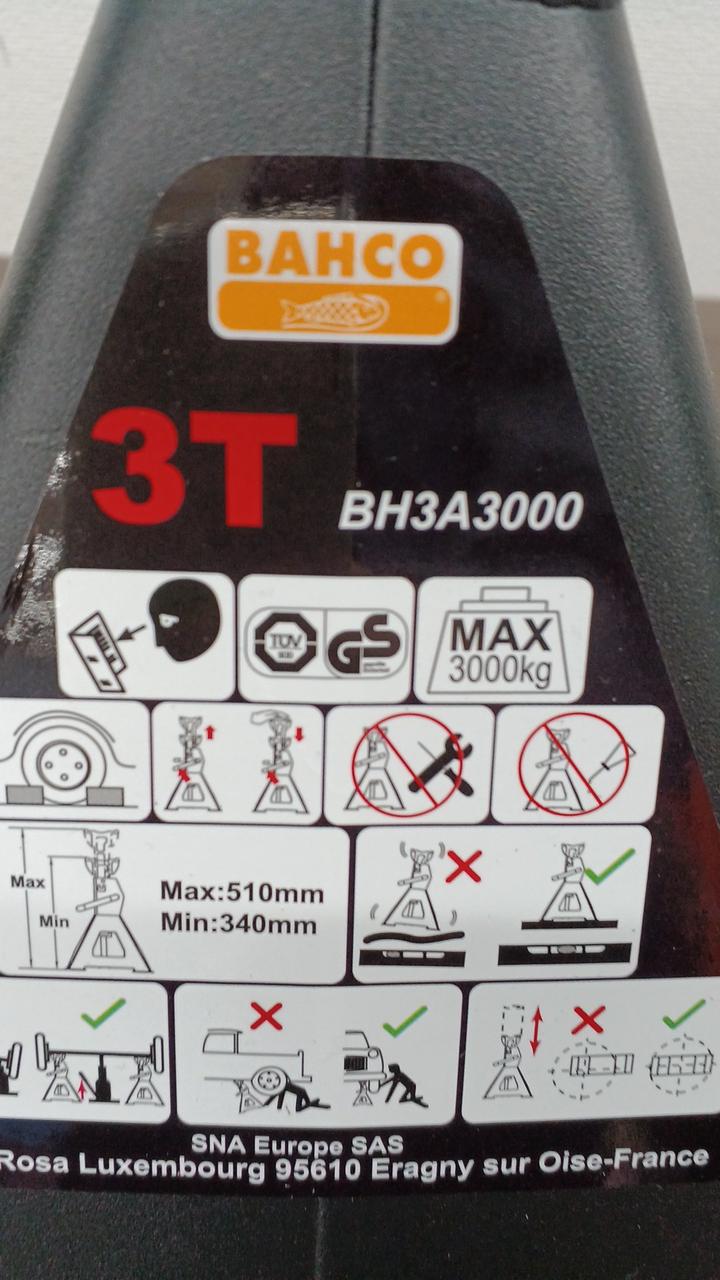 BAHCO
®
3T
BH3A3000
TÜV
GS
MAX
3000kg
Max
Min
Max:510mm
Min:340mm
SNA Europe SAS
Rosa Luxembourg 95610 Eragny sur Oise-France